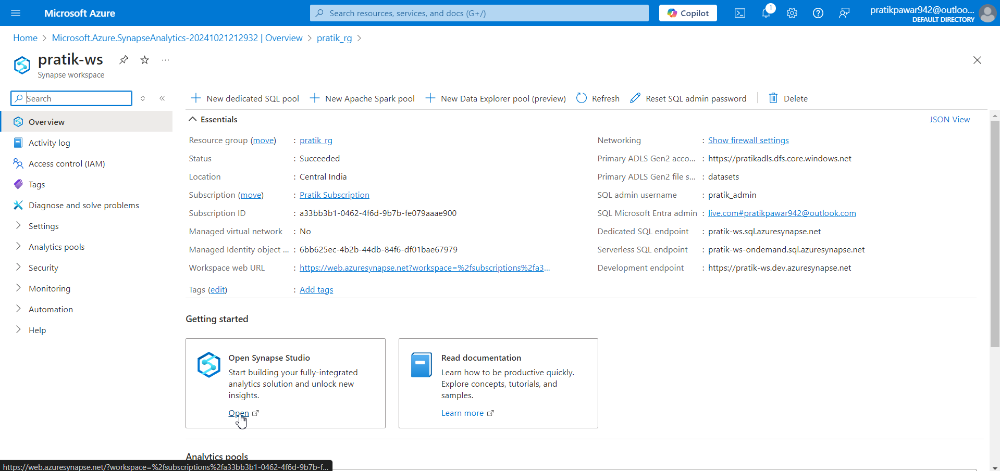 Microsoft Azure
Search resources, services, and docs (G+/)
Copilot
1
pratikpawar942@outloo...
DEFAULT DIRECTORY
Home > Microsoft.Azure.SynapseAnalytics-20241021212932 | Overview > pratik_rg >
pratik-ws
Synapse workspace
Search
New dedicated SQL pool
New Apache Spark pool
New Data Explorer pool (preview)
Refresh
Reset SQL admin password
Delete
Overview
Activity log
Access control (IAM)
Tags
Diagnose and solve problems
Settings
Analytics pools
Security
Monitoring
Automation
Help
Essentials
JSON View
Resource group (move) : pratik_rg
Status : Succeeded
Location : Central India
Subscription (move) : Pratik Subscription
Subscription ID : a33bb3b1-0462-4f6d-9b7b-fe079aaae900
Managed virtual network : No
Managed Identity object ... : 6bb625ec-4b2b-44db-84f6-df01bae67979
Workspace web URL : https://web.azuresynapse.net?workspace=%2fsubscriptions%2fa3...
Tags (edit) : Add tags
Networking : Show firewall settings
Primary ADLS Gen2 acco... : https://pratikadls.dfs.core.windows.net
Primary ADLS Gen2 file s... : datasets
SQL admin username : pratik_admin
SQL Microsoft Entra admin : live.com#pratikpawar942@outlook.com
Dedicated SQL endpoint : pratik-ws.sql.azuresynapse.net
Serverless SQL endpoint : pratik-ws-ondemand.sql.azuresynapse.net
Development endpoint : https://pratik-ws.dev.azuresynapse.net
Getting started
Open Synapse Studio
Start building your fully-integrated
analytics solution and unlock new
insights.
Open
Read documentation
Learn how to be productive quickly.
Explore concepts, tutorials, and
samples.
Learn more
Analytics pools
https://web.azuresynapse.net/?workspace=%2fsubscriptions%2fa33bb3b1-0462-4f6d-9b7b-f...